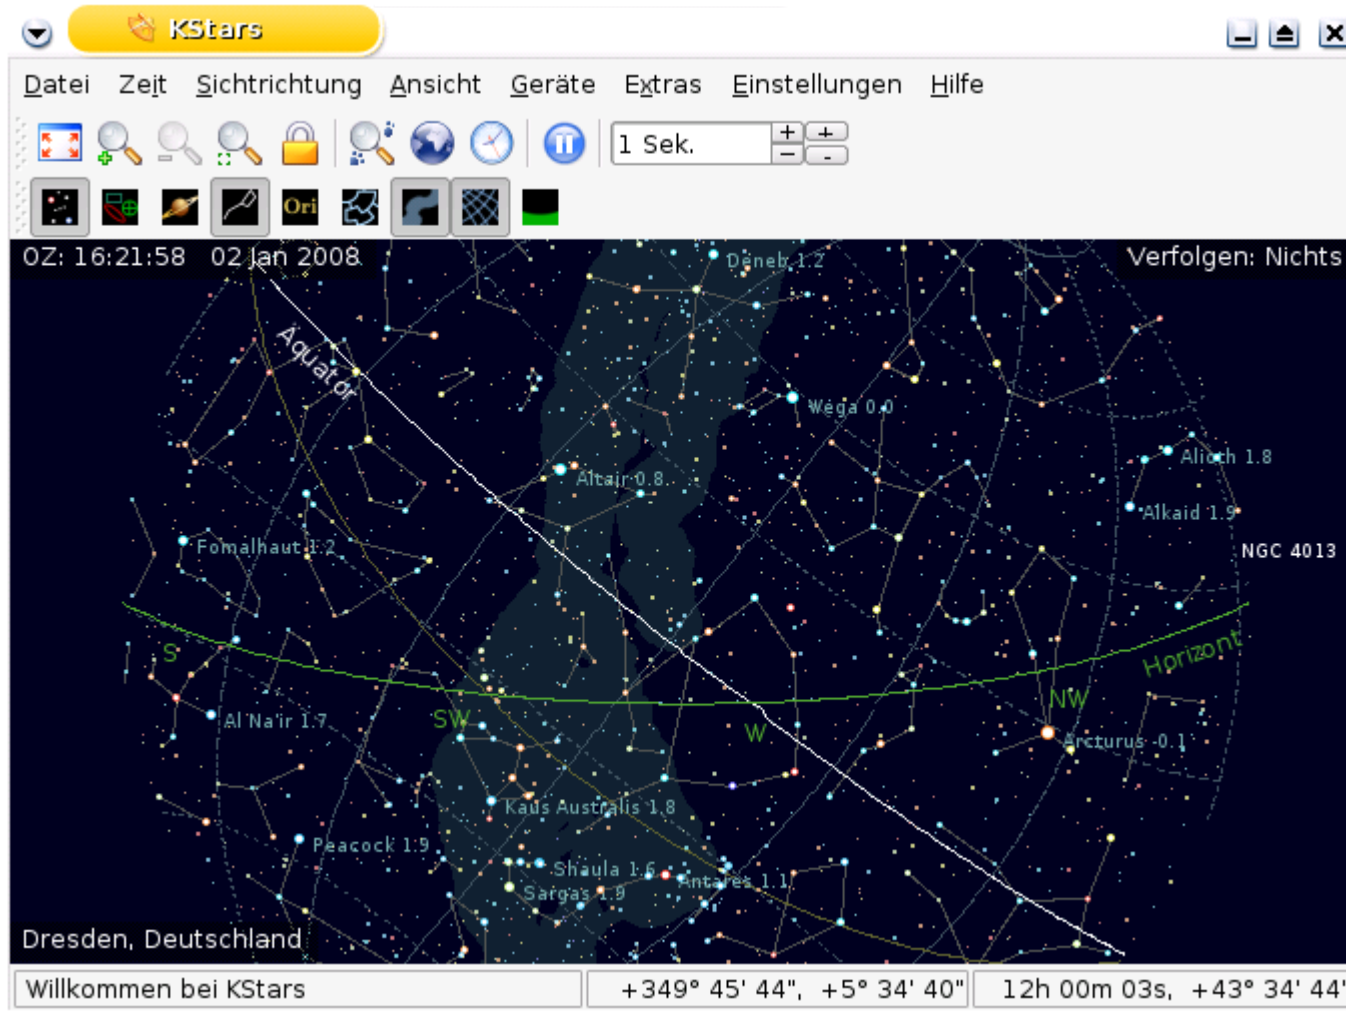 KStars
Datei Zeit Sichtrichtung Ansicht Geräte Extras Einstellungen Hilfe
1 Sek.
Ori
OZ: 16:21:58 02 Jan 2008
Verfolgen: Nichts
Deneb 1.2
Äquator
Wega 0.0
Altair 0.8
Alioth 1.8
Alkaid 1.9
Fomalhaut 1.2
NGC 4013
S
Horizont
SW
NW
Al Na'ir 1.7
W
Arcturus -0.1
Kaus Australis 1.8
Peacock 1.9
Shaula 1.6
Antares 1.1
Sargas 1.9
Dresden, Deutschland
Willkommen bei KStars
+349° 45' 44", +5° 34' 40"
12h 00m 03s, +43° 34' 44"